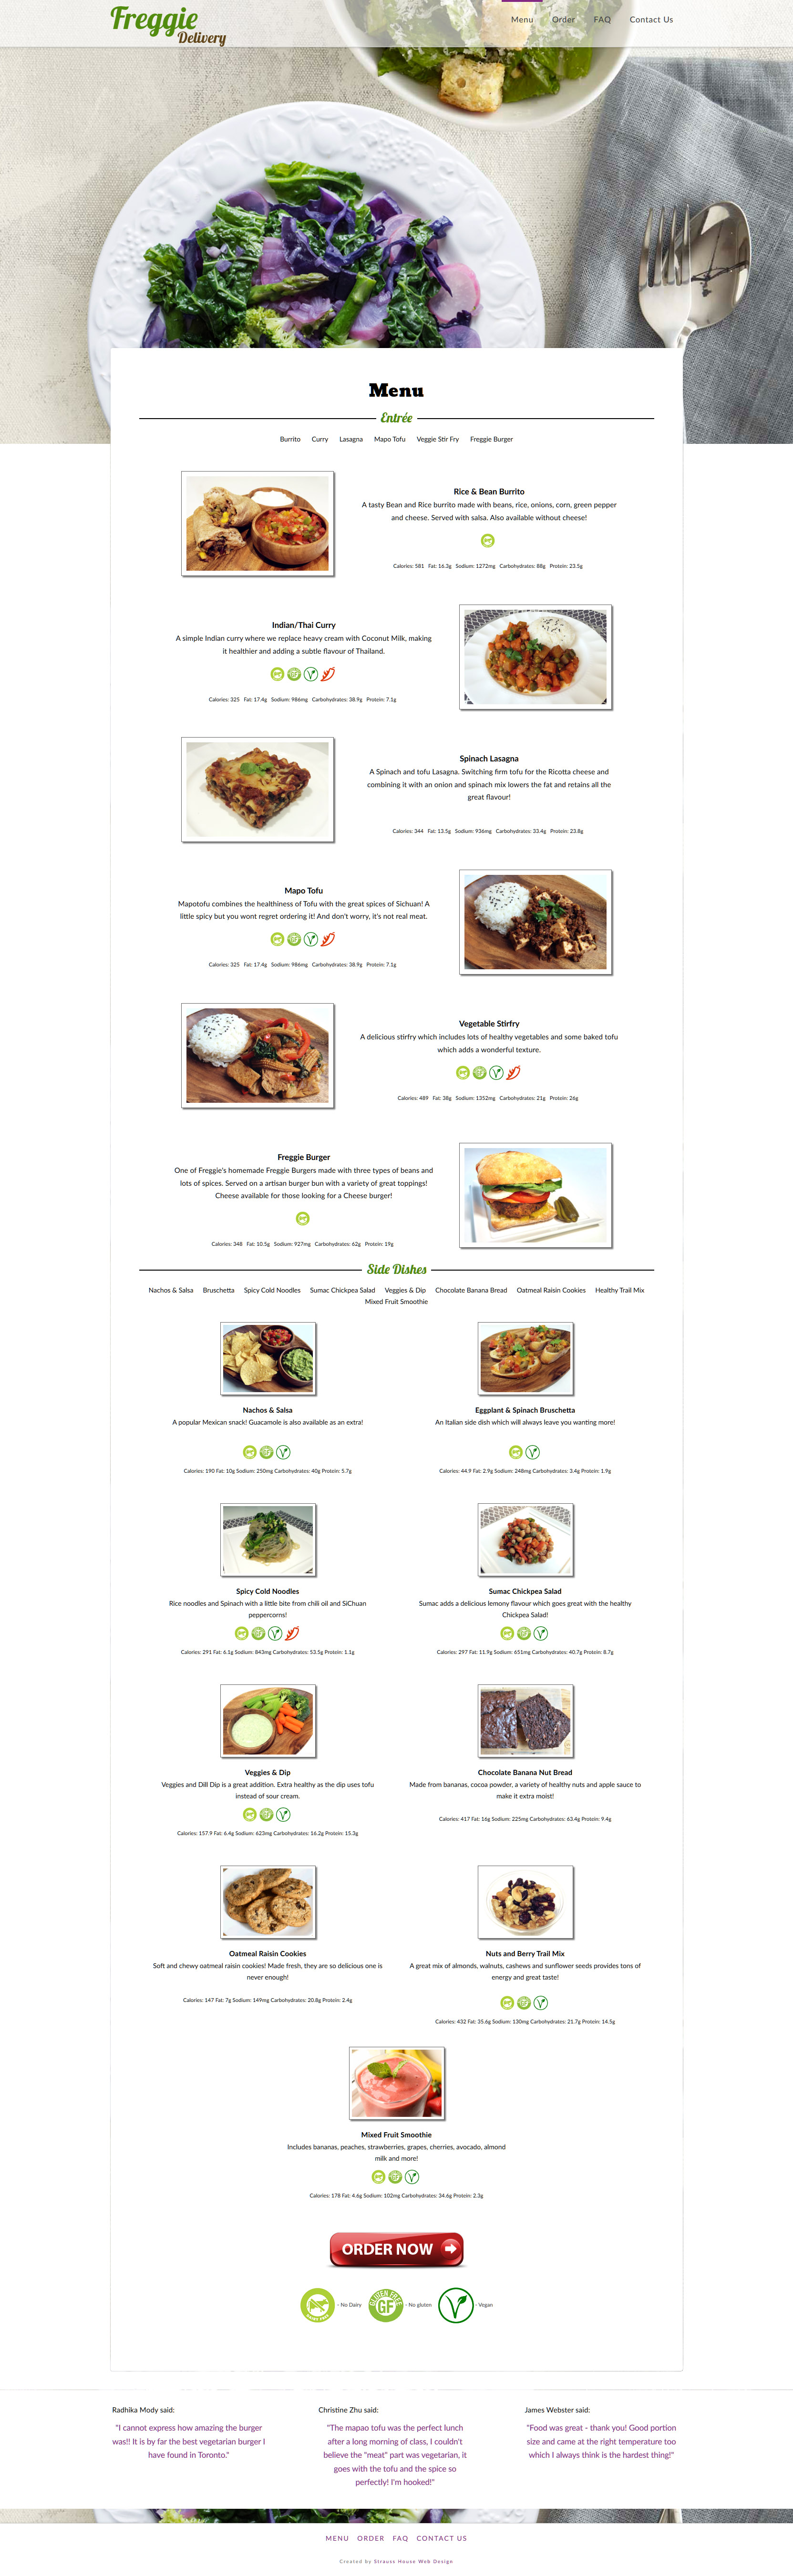 Freggie
Delivery
Menu Order FAQ Contact Us
Menu
Entrée
Burrito Curry Lasagna Mapo Tofu Veggie Stir Fry Freggie Burger
Rice & Bean Burrito
A tasty Bean and Rice burrito made with beans, rice, onions, corn, green pepper
and cheese. Served with salsa. Also available without cheese!
Calories: 581 Fat: 16.3g Sodium: 1272mg Carbohydrates: 88g Protein: 23.5g
Indian/Thai Curry
A simple Indian curry where we replace heavy cream with Coconut Milk, making
it healthier and adding a subtle flavour of Thailand.
GF
Calories: 325 Fat: 17.4g Sodium: 986mg Carbohydrates: 38.9g Protein: 7.1g
Spinach Lasagna
A Spinach and tofu Lasagna. Switching firm tofu for the Ricotta cheese and
combining it with an onion and spinach mix lowers the fat and retains all the
great flavour!
Calories: 344 Fat: 13.5g Sodium: 936mg Carbohydrates: 33.4g Protein: 23.8g
Mapo Tofu
Mapotofu combines the healthiness of Tofu with the great spices of Sichuan! A
little spicy but you wont regret ordering it! And don't worry, it's not real meat.
GF
Calories: 325 Fat: 17.4g Sodium: 986mg Carbohydrates: 38.9g Protein: 7.1g
Vegetable Stirfry
A delicious stirfry which includes lots of healthy vegetables and some baked tofu
which adds a wonderful texture.
GF
Calories: 489 Fat: 38g Sodium: 1352mg Carbohydrates: 21g Protein: 26g
Freggie Burger
One of Freggie's homemade Freggie Burgers made with three types of beans and
lots of spices. Served on a artisan burger bun with a variety of great toppings!
Cheese available for those looking for a Cheese burger!
Calories: 348 Fat: 10.5g Sodium: 927mg Carbohydrates: 62g Protein: 19g
Side Dishes
Nachos & Salsa Bruschetta Spicy Cold Noodles Sumac Chickpea Salad Veggies & Dip Chocolate Banana Bread Oatmeal Raisin Cookies Healthy Trail Mix
Mixed Fruit Smoothie
Nachos & Salsa
A popular Mexican snack! Guacamole is also available as an extra!
GF
Calories: 190 Fat: 10g Sodium: 250mg Carbohydrates: 40g Protein: 5.7g
Eggplant & Spinach Bruschetta
An Italian side dish which will always leave you wanting more!
Calories: 44.9 Fat: 2.9g Sodium: 248mg Carbohydrates: 3.4g Protein: 1.9g
Spicy Cold Noodles
Rice noodles and Spinach with a little bite from chili oil and SiChuan
peppercorns!
GF
Calories: 291 Fat: 6.1g Sodium: 843mg Carbohydrates: 53.5g Protein: 1.1g
Sumac Chickpea Salad
Sumac adds a delicious lemony flavour which goes great with the healthy
Chickpea Salad!
GF
Calories: 297 Fat: 11.9g Sodium: 651mg Carbohydrates: 40.7g Protein: 8.7g
Veggies & Dip
Veggies and Dill Dip is a great addition. Extra healthy as the dip uses tofu
instead of sour cream.
GF
Calories: 157.9 Fat: 6.4g Sodium: 623mg Carbohydrates: 16.2g Protein: 15.3g
Chocolate Banana Nut Bread
Made from bananas, cocoa powder, a variety of healthy nuts and apple sauce to
make it extra moist!
Calories: 417 Fat: 16g Sodium: 225mg Carbohydrates: 63.4g Protein: 9.4g
Oatmeal Raisin Cookies
Soft and chewy oatmeal raisin cookies! Made fresh, they are so delicious one is
never enough!
Calories: 147 Fat: 7g Sodium: 149mg Carbohydrates: 20.8g Protein: 2.4g
Nuts and Berry Trail Mix
A great mix of almonds, walnuts, cashews and sunflower seeds provides tons of
energy and great taste!
GF
Calories: 432 Fat: 35.6g Sodium: 130mg Carbohydrates: 21.7g Protein: 14.5g
Mixed Fruit Smoothie
Includes bananas, peaches, strawberries, grapes, cherries, avocado, almond
milk and more!
GF
Calories: 178 Fat: 4.6g Sodium: 102mg Carbohydrates: 34.6g Protein: 2.3g
ORDER NOW
DAIRY FREE - No Dairy GLUTEN FREE GF - No gluten - Vegan
Radhika Mody said:
"I cannot express how amazing the burger
was!! It is by far the best vegetarian burger I
have found in Toronto."
Christine Zhu said:
"The mapao tofu was the perfect lunch
after a long morning of class, I couldn't
believe the "meat" part was vegetarian, it
goes with the tofu and the spice so
perfectly! I'm hooked!"
James Webster said:
"Food was great - thank you! Good portion
size and came at the right temperature too
which I always think is the hardest thing!"
MENU ORDER FAQ CONTACT US
Created by Strauss House Web Design